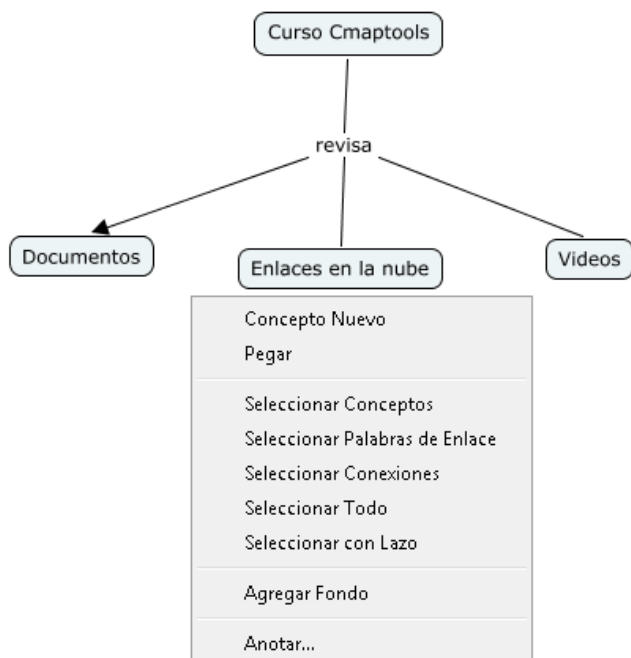 Curso Cmaptools
revisa
Documentos
Enlaces en la nube
Videos
Concepto Nuevo
Pegar
Seleccionar Conceptos
Seleccionar Palabras de Enlace
Seleccionar Conexiones
Seleccionar Todo
Seleccionar con Lazo
Agregar Fondo
Anotar...